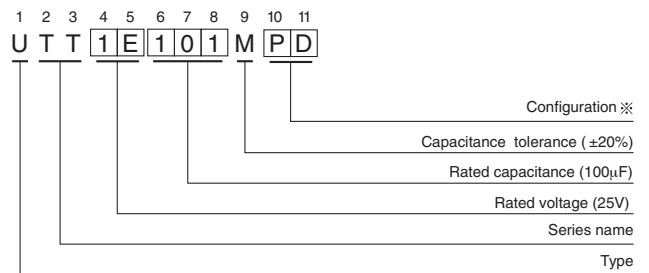 1 2 3 4 5 6 7 8 9 10 11
U T T 1 E 1 0 1 M P D
Configuration ※
Capacitance tolerance ( ±20%)
Rated capacitance (100μF)
Rated voltage (25V)
Series name
Type